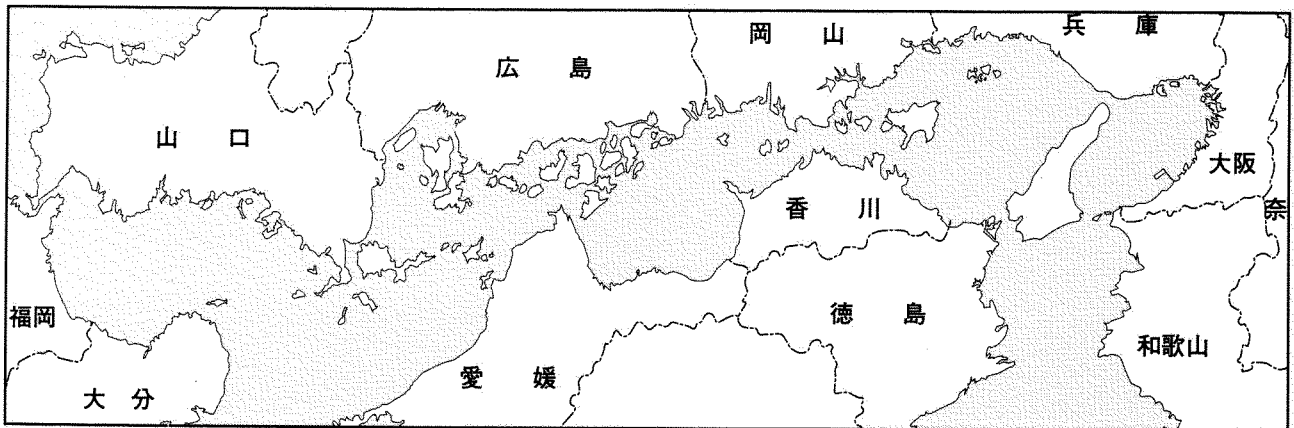 兵 庫
岡 山
広 島
山 口
大阪
香 川
奈
徳 島
福岡
和歌山
愛 媛
大 分